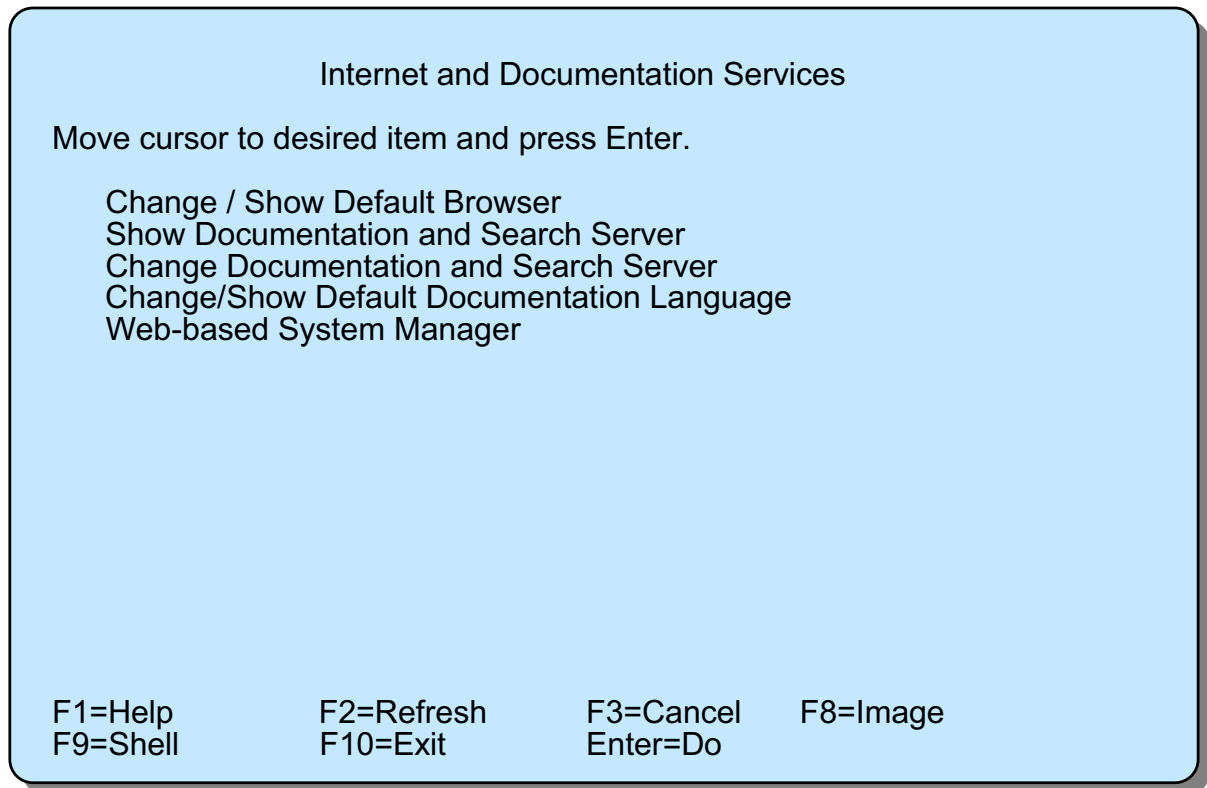 Internet and Documentation Services
Move cursor to desired item and press Enter.
Change / Show Default Browser
Show Documentation and Search Server
Change Documentation and Search Server
Change/Show Default Documentation Language
Web-based System Manager
F1=Help F2=Refresh F3=Cancel F8=Image
F9=Shell F10=Exit Enter=Do